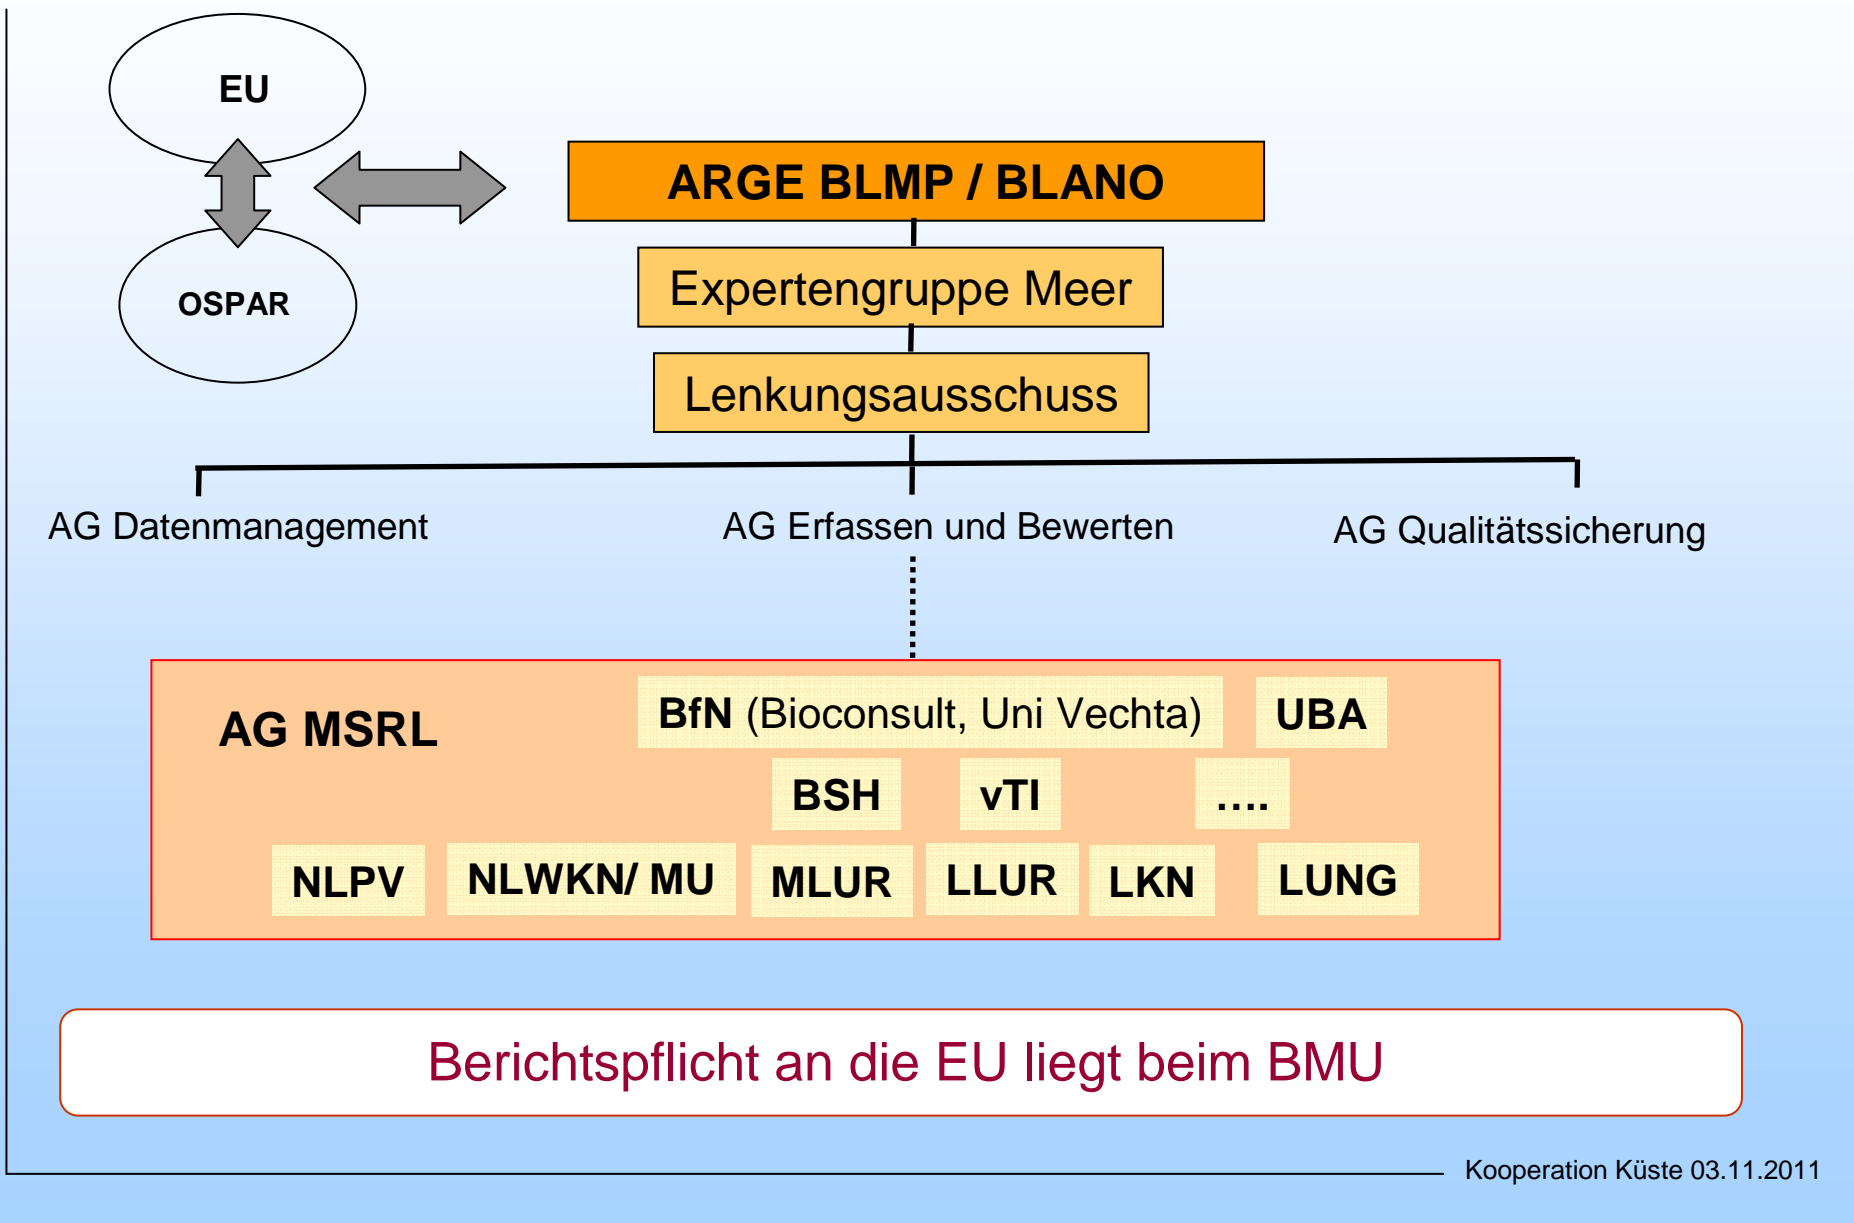 EU
OSPAR
ARGE BLMP / BLANO
Expertengruppe Meer
Lenkungsausschuss
AG Datenmanagement
AG Erfassen und Bewerten
AG Qualitätssicherung
AG MSRL
BfN (Bioconsult, Uni Vechta)
UBA
BSH
vTI
....
NLPV
NLWKN/ MU
MLUR
LLUR
LKN
LUNG
Berichtspflicht an die EU liegt beim BMU
Kooperation Küste 03.11.2011